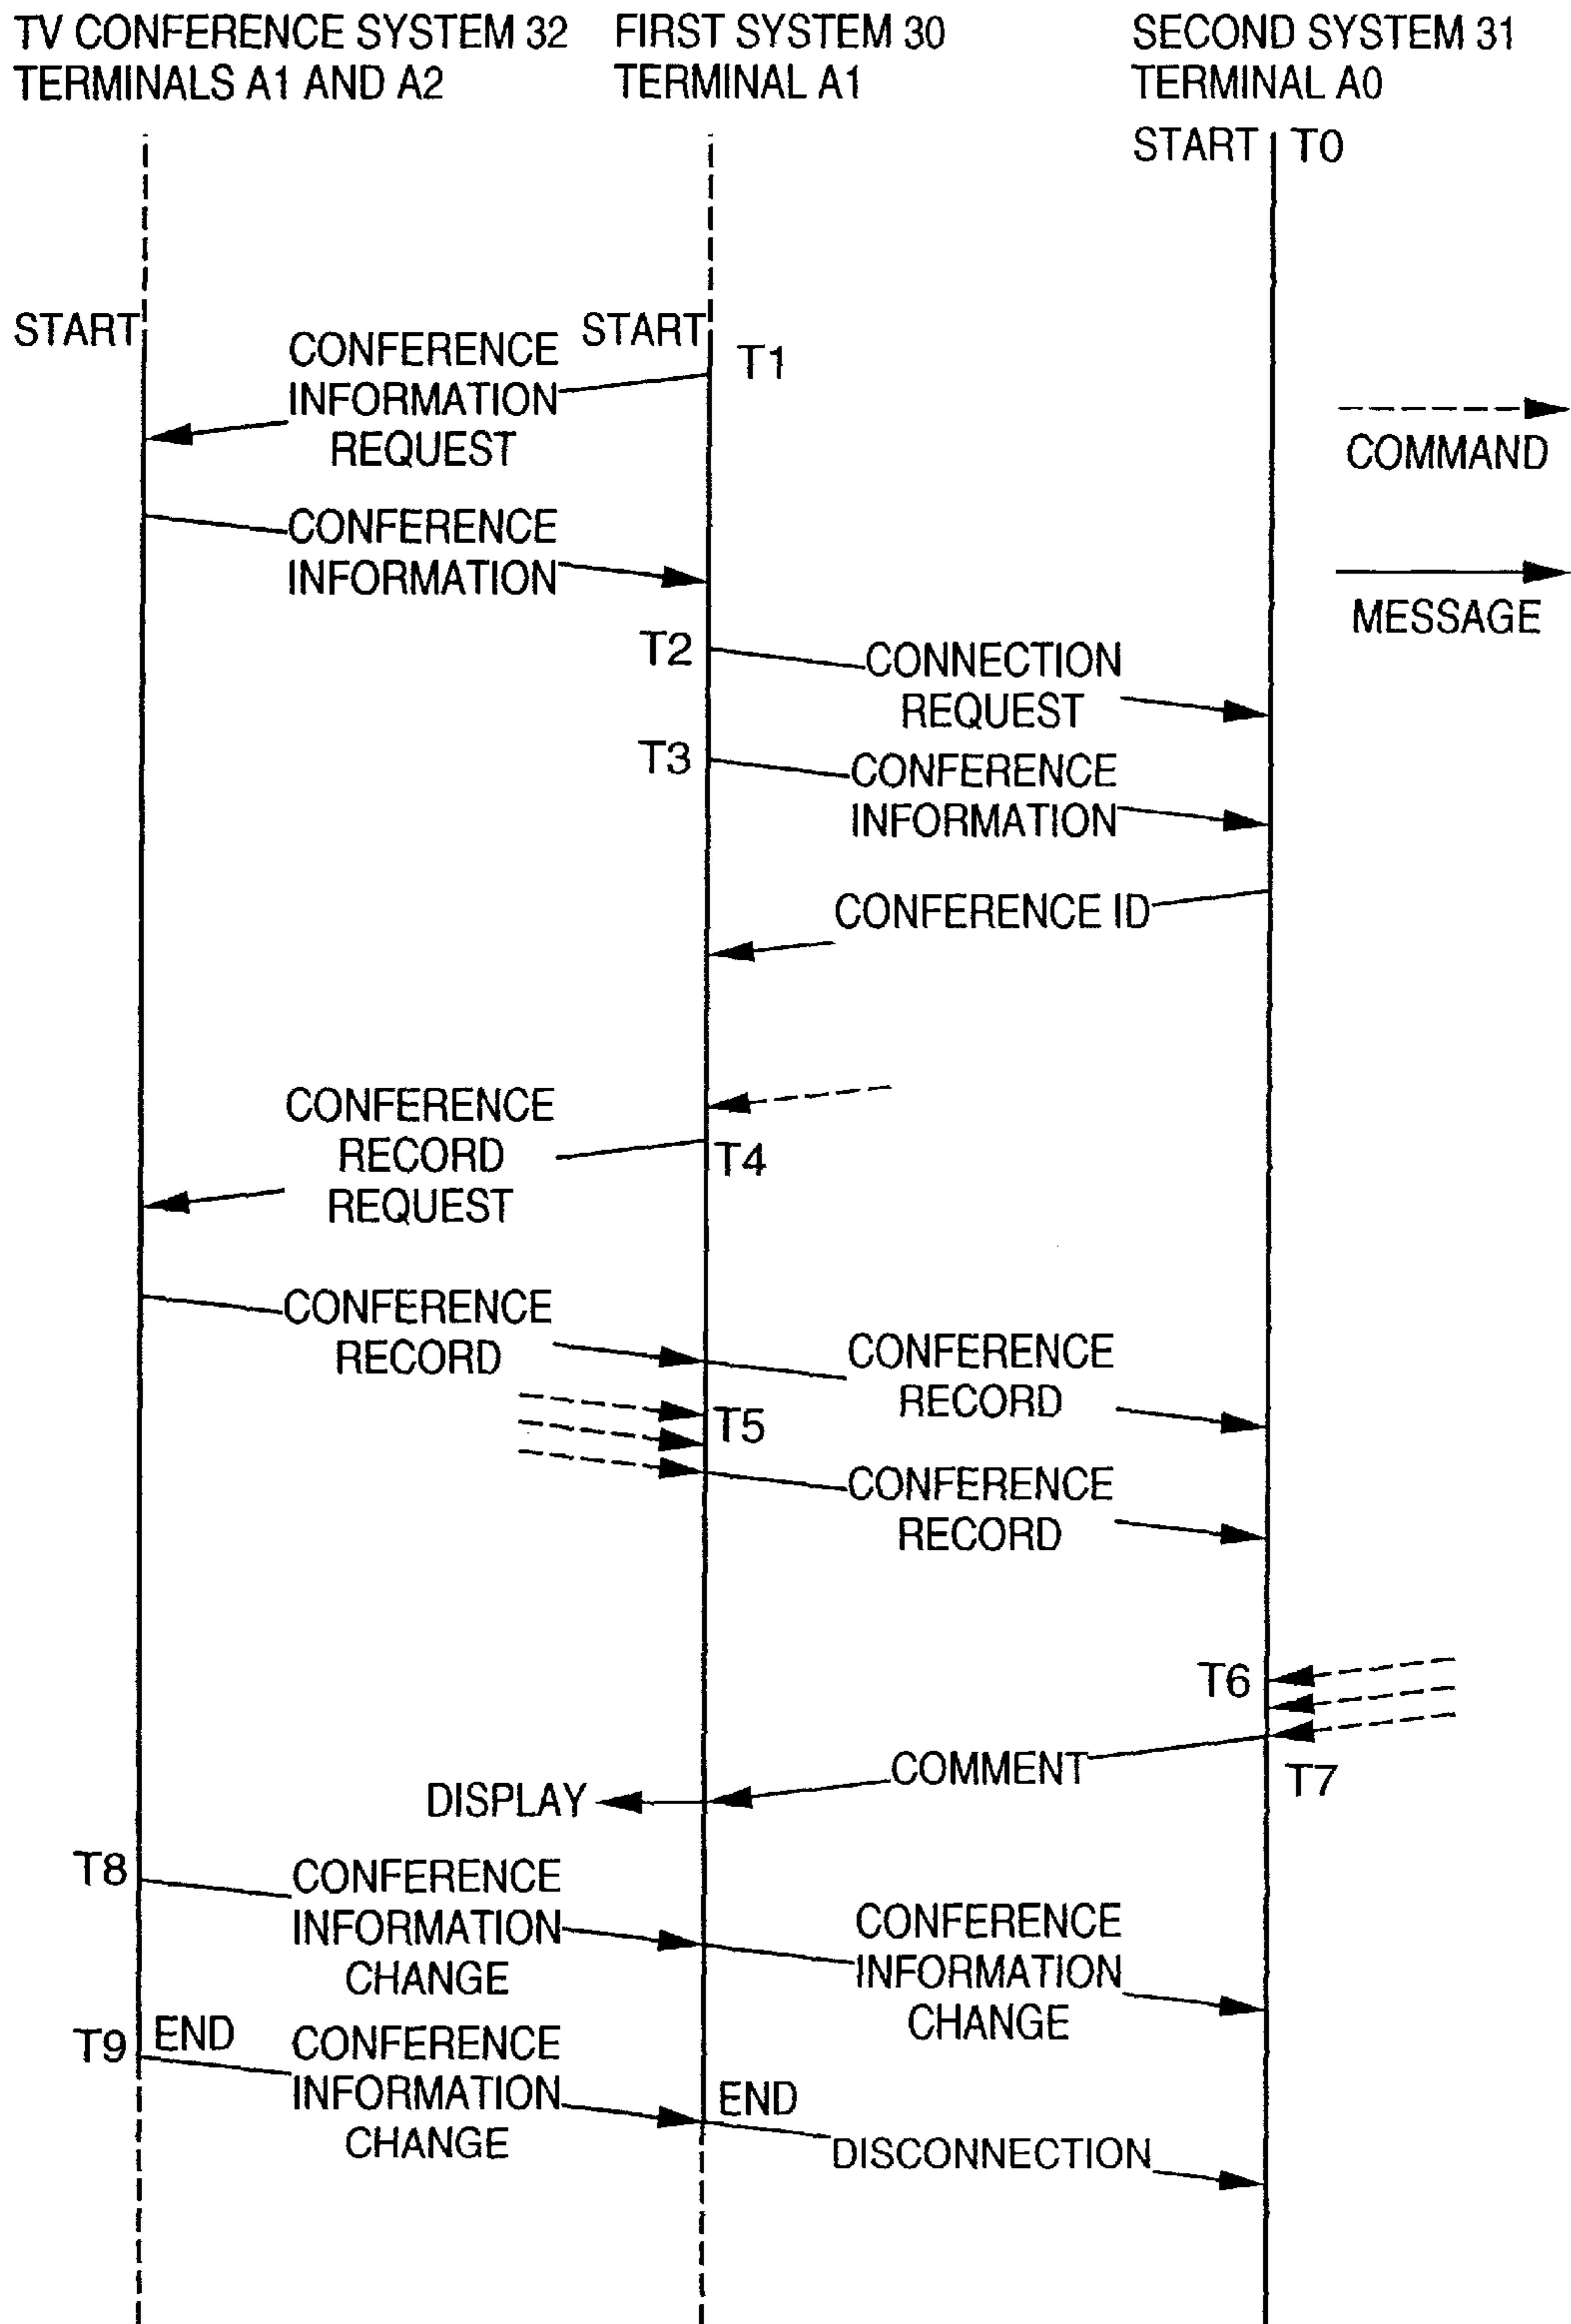 TV CONFERENCE SYSTEM 32
TERMINALS A1 AND A2
FIRST SYSTEM 30
TERMINAL A1
SECOND SYSTEM 31
TERMINAL A0
START T0
START
START
T1
CONFERENCE
INFORMATION
REQUEST
COMMAND
CONFERENCE
INFORMATION
MESSAGE
T2
CONNECTION
REQUEST
T3
CONFERENCE
INFORMATION
CONFERENCE ID
CONFERENCE
RECORD
REQUEST
T4
CONFERENCE
RECORD
CONFERENCE
RECORD
T5
CONFERENCE
RECORD
T6
COMMENT
T7
DISPLAY
T8
CONFERENCE
INFORMATION
CHANGE
CONFERENCE
INFORMATION
CHANGE
T9
END
CONFERENCE
INFORMATION
CHANGE
END
DISCONNECTION